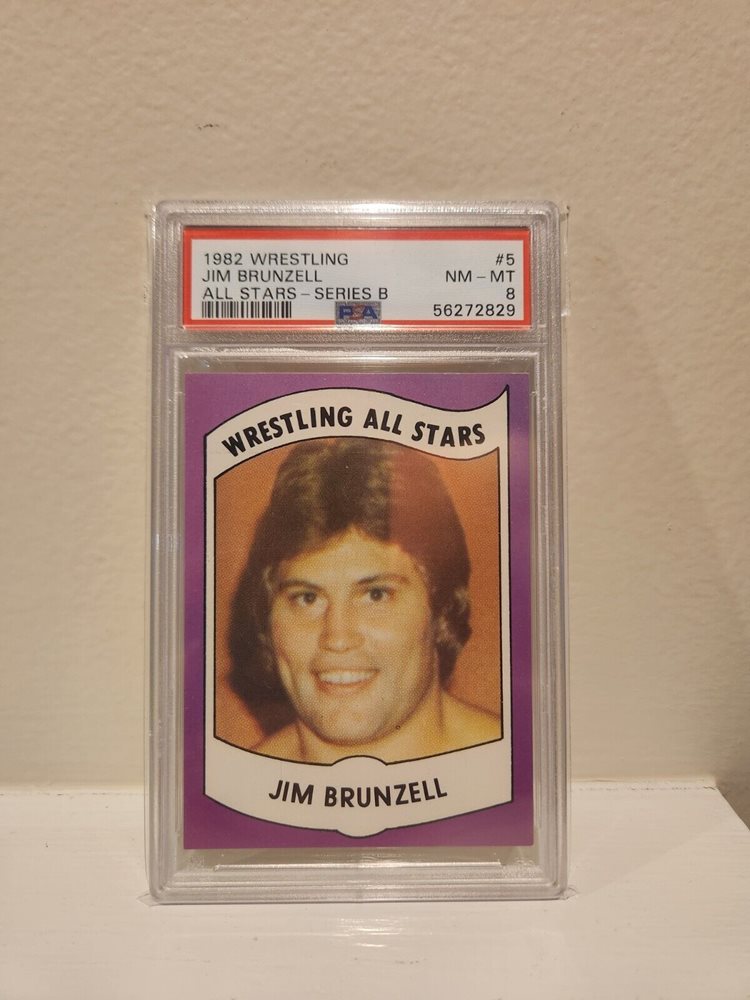 1982 WRESTLING #5
JIM BRUNZELL NM – MT
ALL STARS – SERIES B 8
PSA 56272829
WRESTLING ALL STARS
JIM BRUNZELL